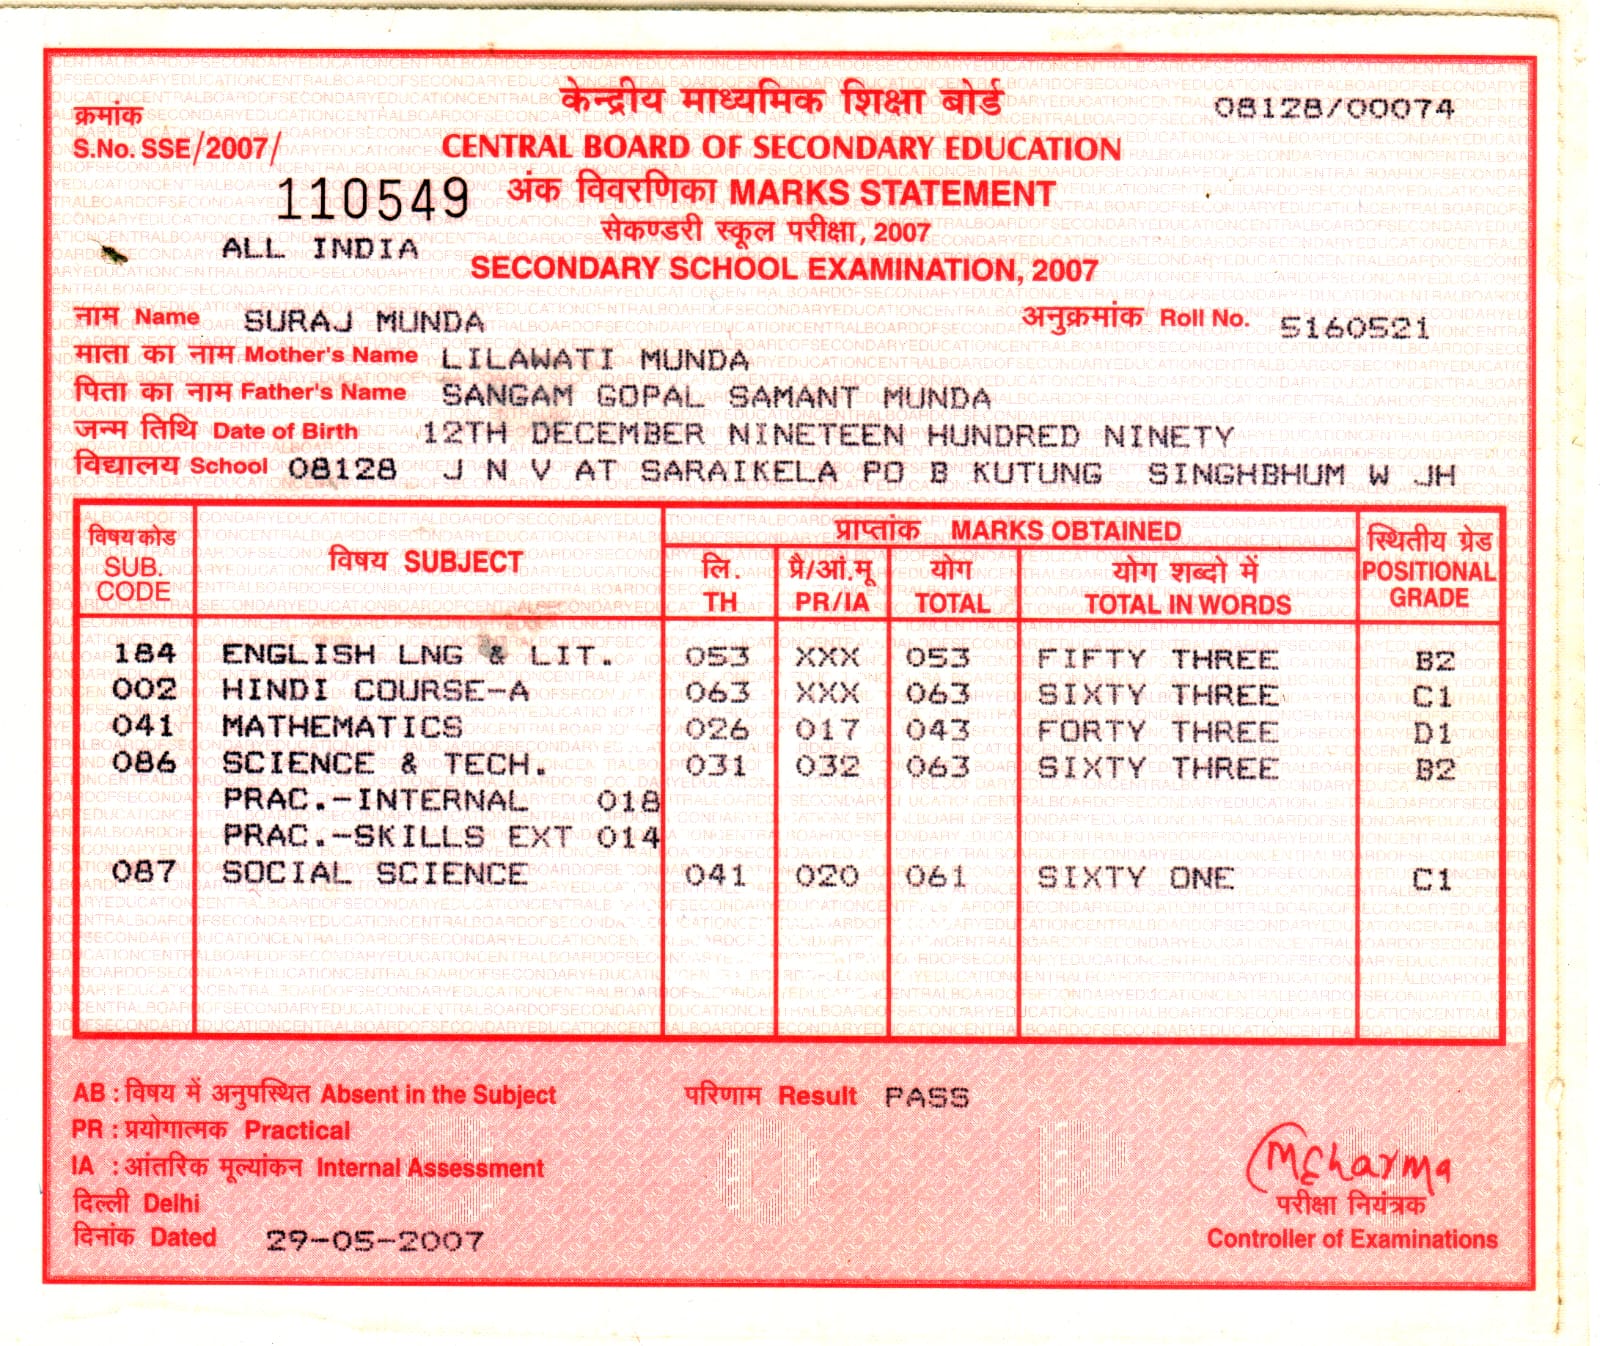 केन्द्रीय माध्यमिक शिक्षा बोर्ड 08128/00074
क्रमांक
S.No. SSE/2007/ CENTRAL BOARD OF SECONDARY EDUCATION
110549 अंक विवरणिका MARKS STATEMENT
सेकण्डरी स्कूल परीक्षा, 2007
ALL INDIA
SECONDARY SCHOOL EXAMINATION, 2007
नाम Name SURAJ MUNDA अनुक्रमांक Roll No. 5160521
माता का नाम Mother's Name LILAWATI MUNDA
पिता का नाम Father's Name SANGAM GOPAL SAMANT MUNDA
जन्म तिथि Date of Birth 12TH DECEMBER NINETEEN HUNDRED NINETY
विद्यालय School 08128 J N V AT SARAIKELA PO B KUTUNG SINGHBHUM W JH
विषय कोड SUB. CODE विषय SUBJECT प्राप्तांक MARKS OBTAINED स्थितीय ग्रेड POSITIONAL GRADE
लि. प्रै/आं.मू योग योग शब्दो में
TH PR/IA TOTAL TOTAL IN WORDS
184 ENGLISH LNG & LIT. 053 XXX 053 FIFTY THREE B2
002 HINDI COURSE-A 063 XXX 063 SIXTY THREE C1
041 MATHEMATICS 026 017 043 FORTY THREE D1
086 SCIENCE & TECH. 031 032 063 SIXTY THREE B2
PRAC.-INTERNAL 018
PRAC.-SKILLS EXT 014
087 SOCIAL SCIENCE 041 020 061 SIXTY ONE C1
AB : विषय में अनुपस्थित Absent in the Subject परिणाम Result PASS
PR : प्रयोगात्मक Practical
IA : आंतरिक मूल्यांकन Internal Assessment
दिल्ली Delhi परीक्षा नियंत्रक
दिनांक Dated 29-05-2007 Controller of Examinations